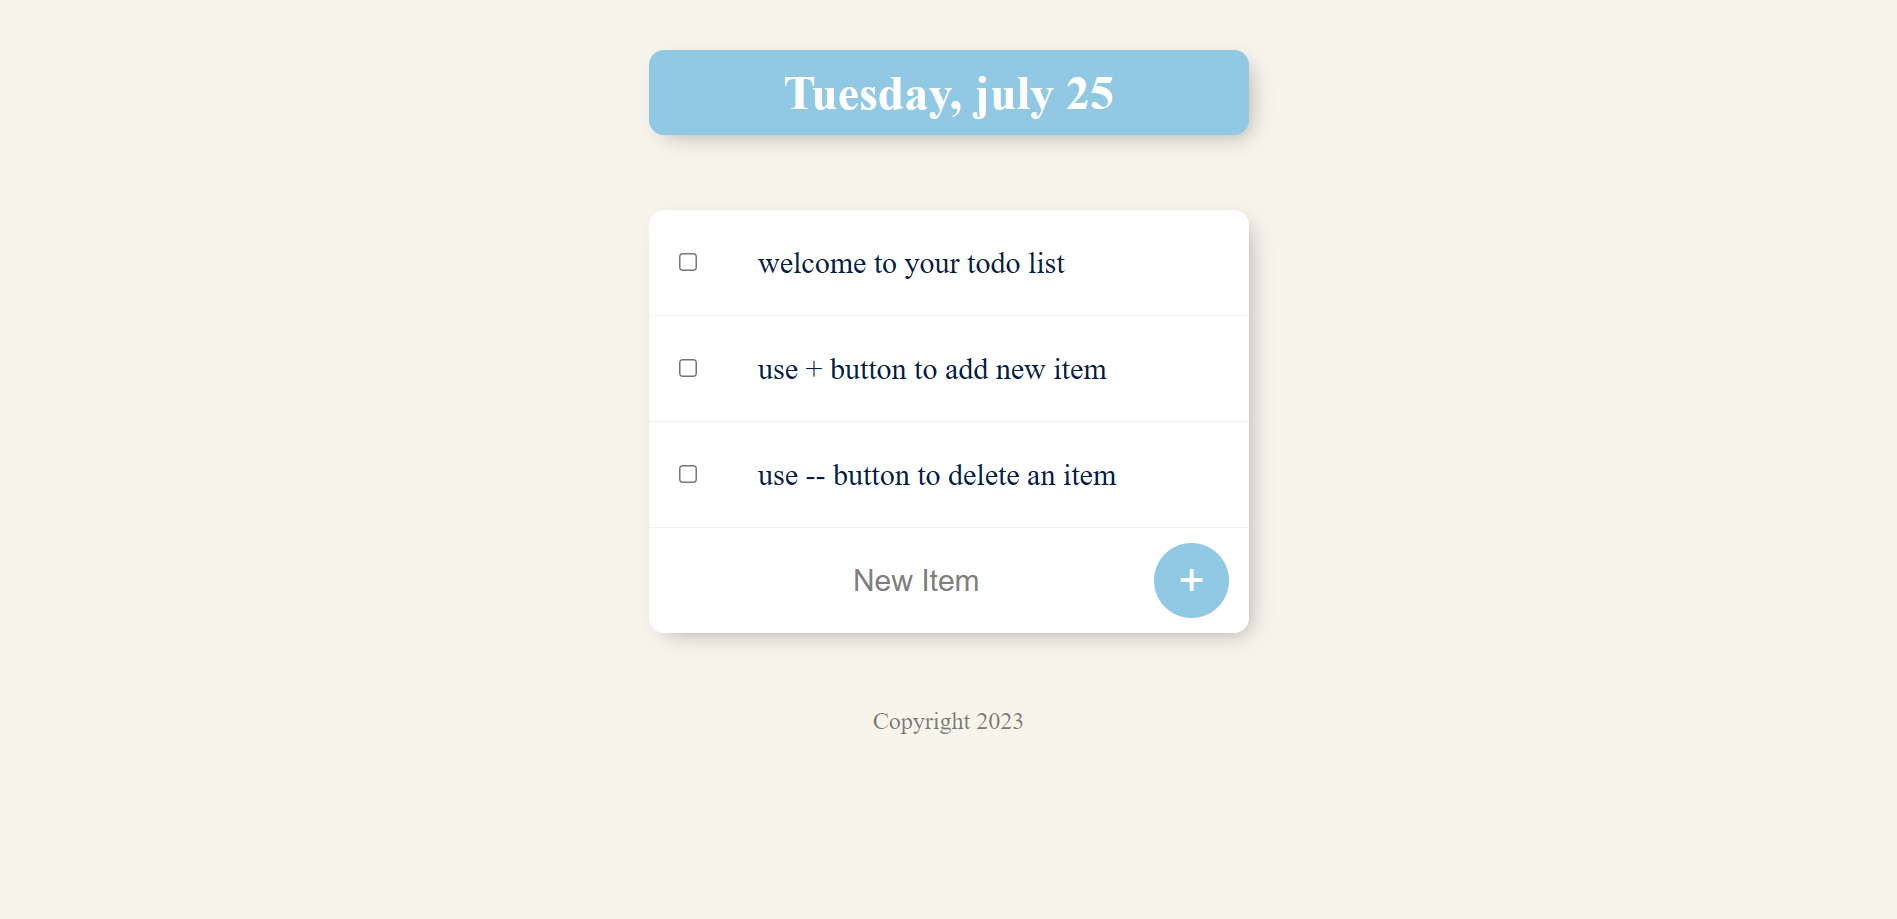 Tuesday, july 25
welcome to your todo list
use + button to add new item
use -- button to delete an item
New Item +
Copyright 2023